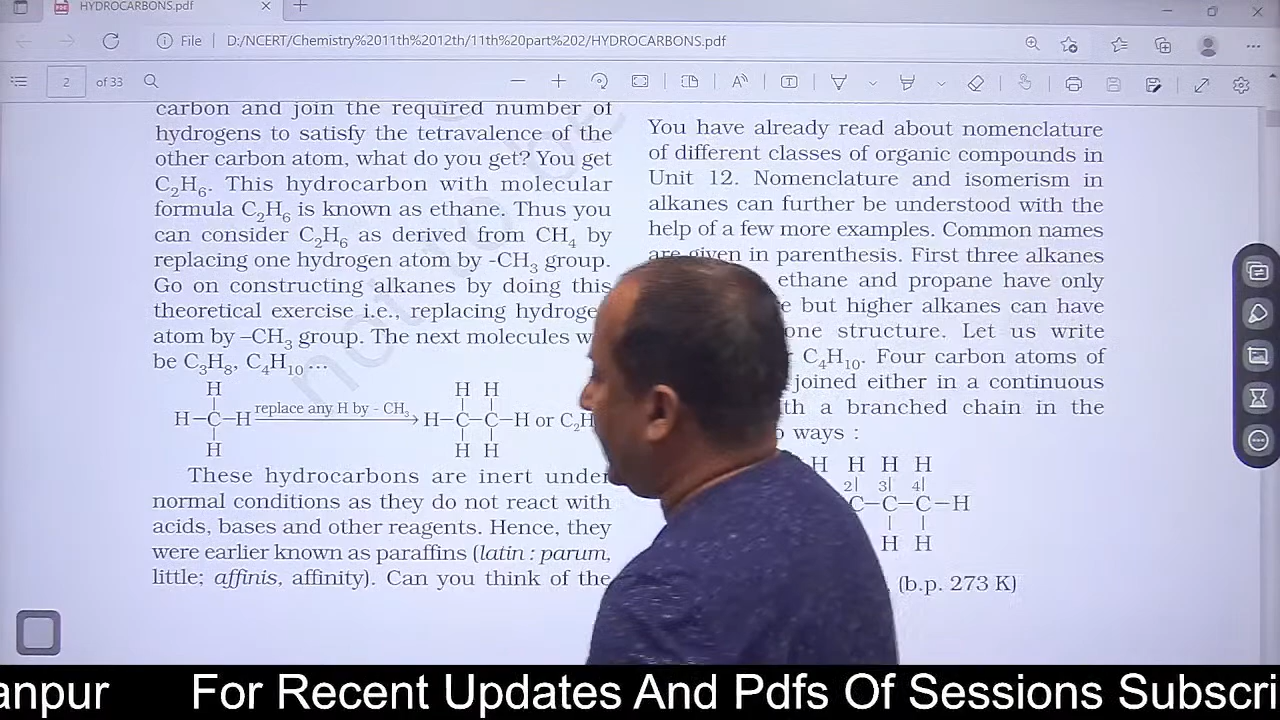 HYDROCARBONS.pdf
File
D:/NCERT/Chemistry%2011th%2012th/11th%20part%202/HYDROCARBONS.pdf
2 of 33
carbon and join the required number of
hydrogens to satisfy the tetravalence of the
other carbon atom, what do you get? You get
C₂H₆. This hydrocarbon with molecular
formula C₂H₆ is known as ethane. Thus you
can consider C₂H₆ as derived from CH₄ by
replacing one hydrogen atom by -CH₃ group.
Go on constructing alkanes by doing this
theoretical exercise i.e., replacing hydroge
atom by –CH₃ group. The next molecules w
be C₃H₈, C₄H₁₀ ...
H H H
H–C–H replace any H by - CH₃ H–C–C–H or C₂H
H H H
These hydrocarbons are inert under
normal conditions as they do not react with
acids, bases and other reagents. Hence, they
were earlier known as paraffins (latin : parum,
little; affinis, affinity). Can you think of the
You have already read about nomenclature
of different classes of organic compounds in
Unit 12. Nomenclature and isomerism in
alkanes can further be understood with the
help of a few more examples. Common names
are given in parenthesis. First three alkanes
ethane and propane have only
but higher alkanes can have
one structure. Let us write
C₄H₁₀. Four carbon atoms of
joined either in a continuous
a branched chain in the
ways :
H H H H
2 3 4
C–C–C–H
H H
(b.p. 273 K)
anpur For Recent Updates And Pdfs Of Sessions Subscri